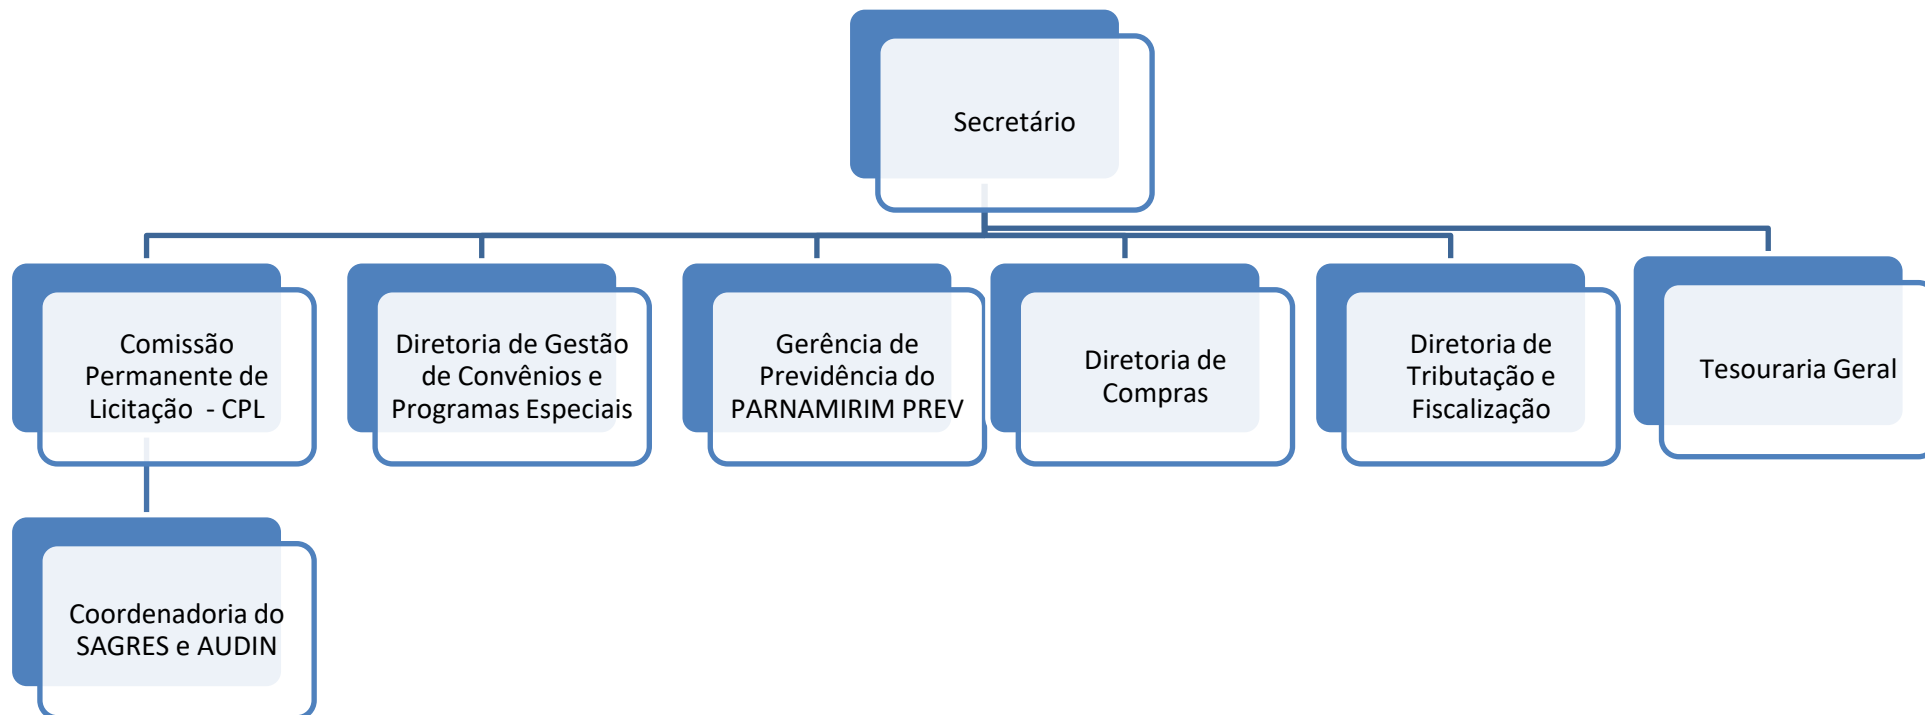 Secretário
Comissão
Permanente de
Licitação - CPL
Diretoria de Gestão
de Convênios e
Programas Especiais
Gerência de
Previdência do
PARNAMIRIM PREV
Diretoria de
Compras
Diretoria de
Tributação e
Fiscalização
Tesouraria Geral
Coordenadoria do
SAGRES e AUDIN